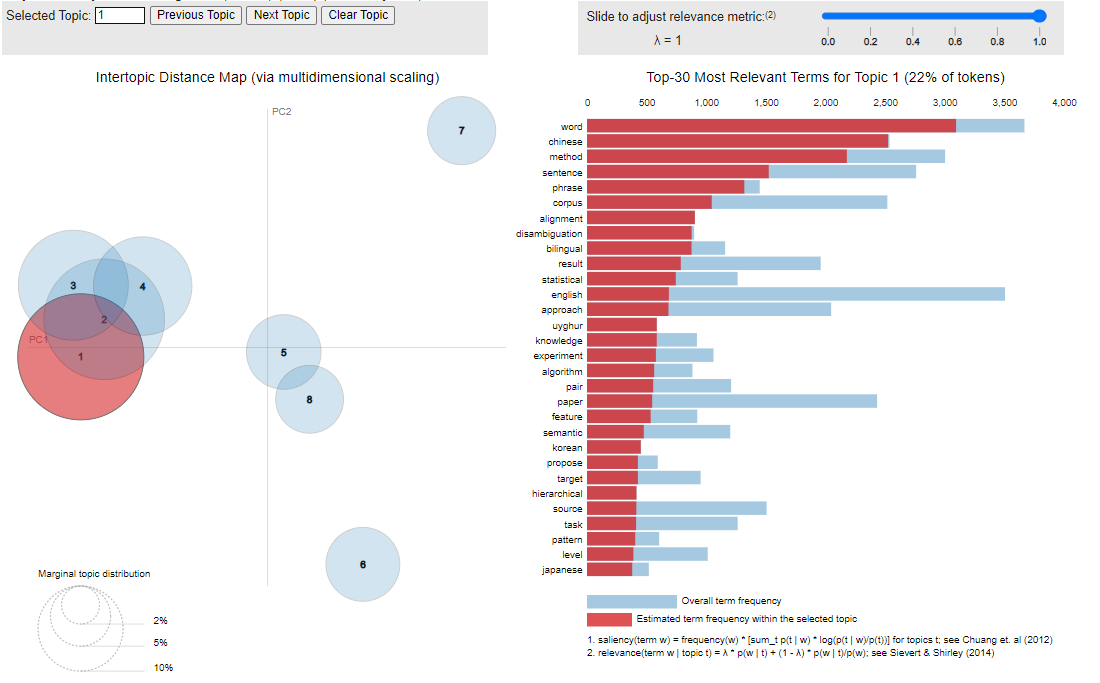 Selected Topic: 1 Previous Topic Next Topic Clear Topic
Slide to adjust relevance metric:(2)
λ = 1
0.0 0.2 0.4 0.6 0.8 1.0
Intertopic Distance Map (via multidimensional scaling)
PC2
PC1
7
3
4
2
1
5
8
6
Marginal topic distribution
2%
5%
10%
Top-30 Most Relevant Terms for Topic 1 (22% of tokens)
0 500 1,000 1,500 2,000 2,500 3,000 3,500 4,000
word
chinese
method
sentence
phrase
corpus
alignment
disambiguation
bilingual
result
statistical
english
approach
uyghur
knowledge
experiment
algorithm
pair
paper
feature
semantic
korean
propose
target
hierarchical
source
task
pattern
level
japanese
Overall term frequency
Estimated term frequency within the selected topic
1. saliency(term w) = frequency(w) * [sum_t p(t | w) * log(p(t | w)/p(t))] for topics t; see Chuang et. al (2012)
2. relevance(term w | topic t) = λ * p(w | t) + (1 - λ) * p(w | t)/p(w); see Sievert & Shirley (2014)